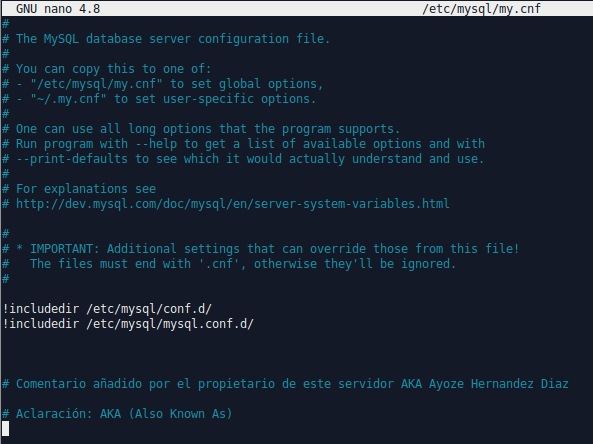 GNU nano 4.8 /etc/mysql/my.cnf
#
# The MySQL database server configuration file.
#
# You can copy this to one of:
# - "/etc/mysql/my.cnf" to set global options,
# - "~/.my.cnf" to set user-specific options.
#
# One can use all long options that the program supports.
# Run program with --help to get a list of available options and with
# --print-defaults to see which it would actually understand and use.
#
# For explanations see
# http://dev.mysql.com/doc/mysql/en/server-system-variables.html
#
# * IMPORTANT: Additional settings that can override those from this file!
#   The files must end with '.cnf', otherwise they'll be ignored.
#
!includedir /etc/mysql/conf.d/
!includedir /etc/mysql/mysql.conf.d/
# Comentario añadido por el propietario de este servidor AKA Ayoze Hernandez Diaz
# Aclaración: AKA (Also Known As)